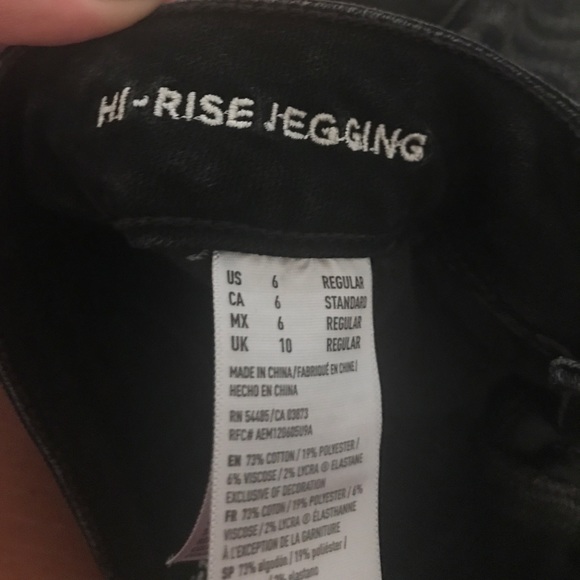 HI-RISE JEGGING
US 6 REGULAR
CA 6 STANDARD
MX 6 REGULAR
UK 10 REGULAR
MADE IN CHINA/FABRIQUÉ EN CHINE/
HECHO EN CHINA
RN 54485/CA 03073
RFC# AEM120605U9A
EN 73% COTTON / 19% POLYESTER /
6% VISCOSE / 2% LYCRA ® ELASTANE
EXCLUSIVE OF DECORATION
FR 73% COTON / 19% POLYESTER / 6%
VISCOSE / 2% LYCRA ® ÉLASTHANNE
À L'EXCEPTION DE LA GARNITURE
SP 73% algodón / 19% poliéster /
elastano